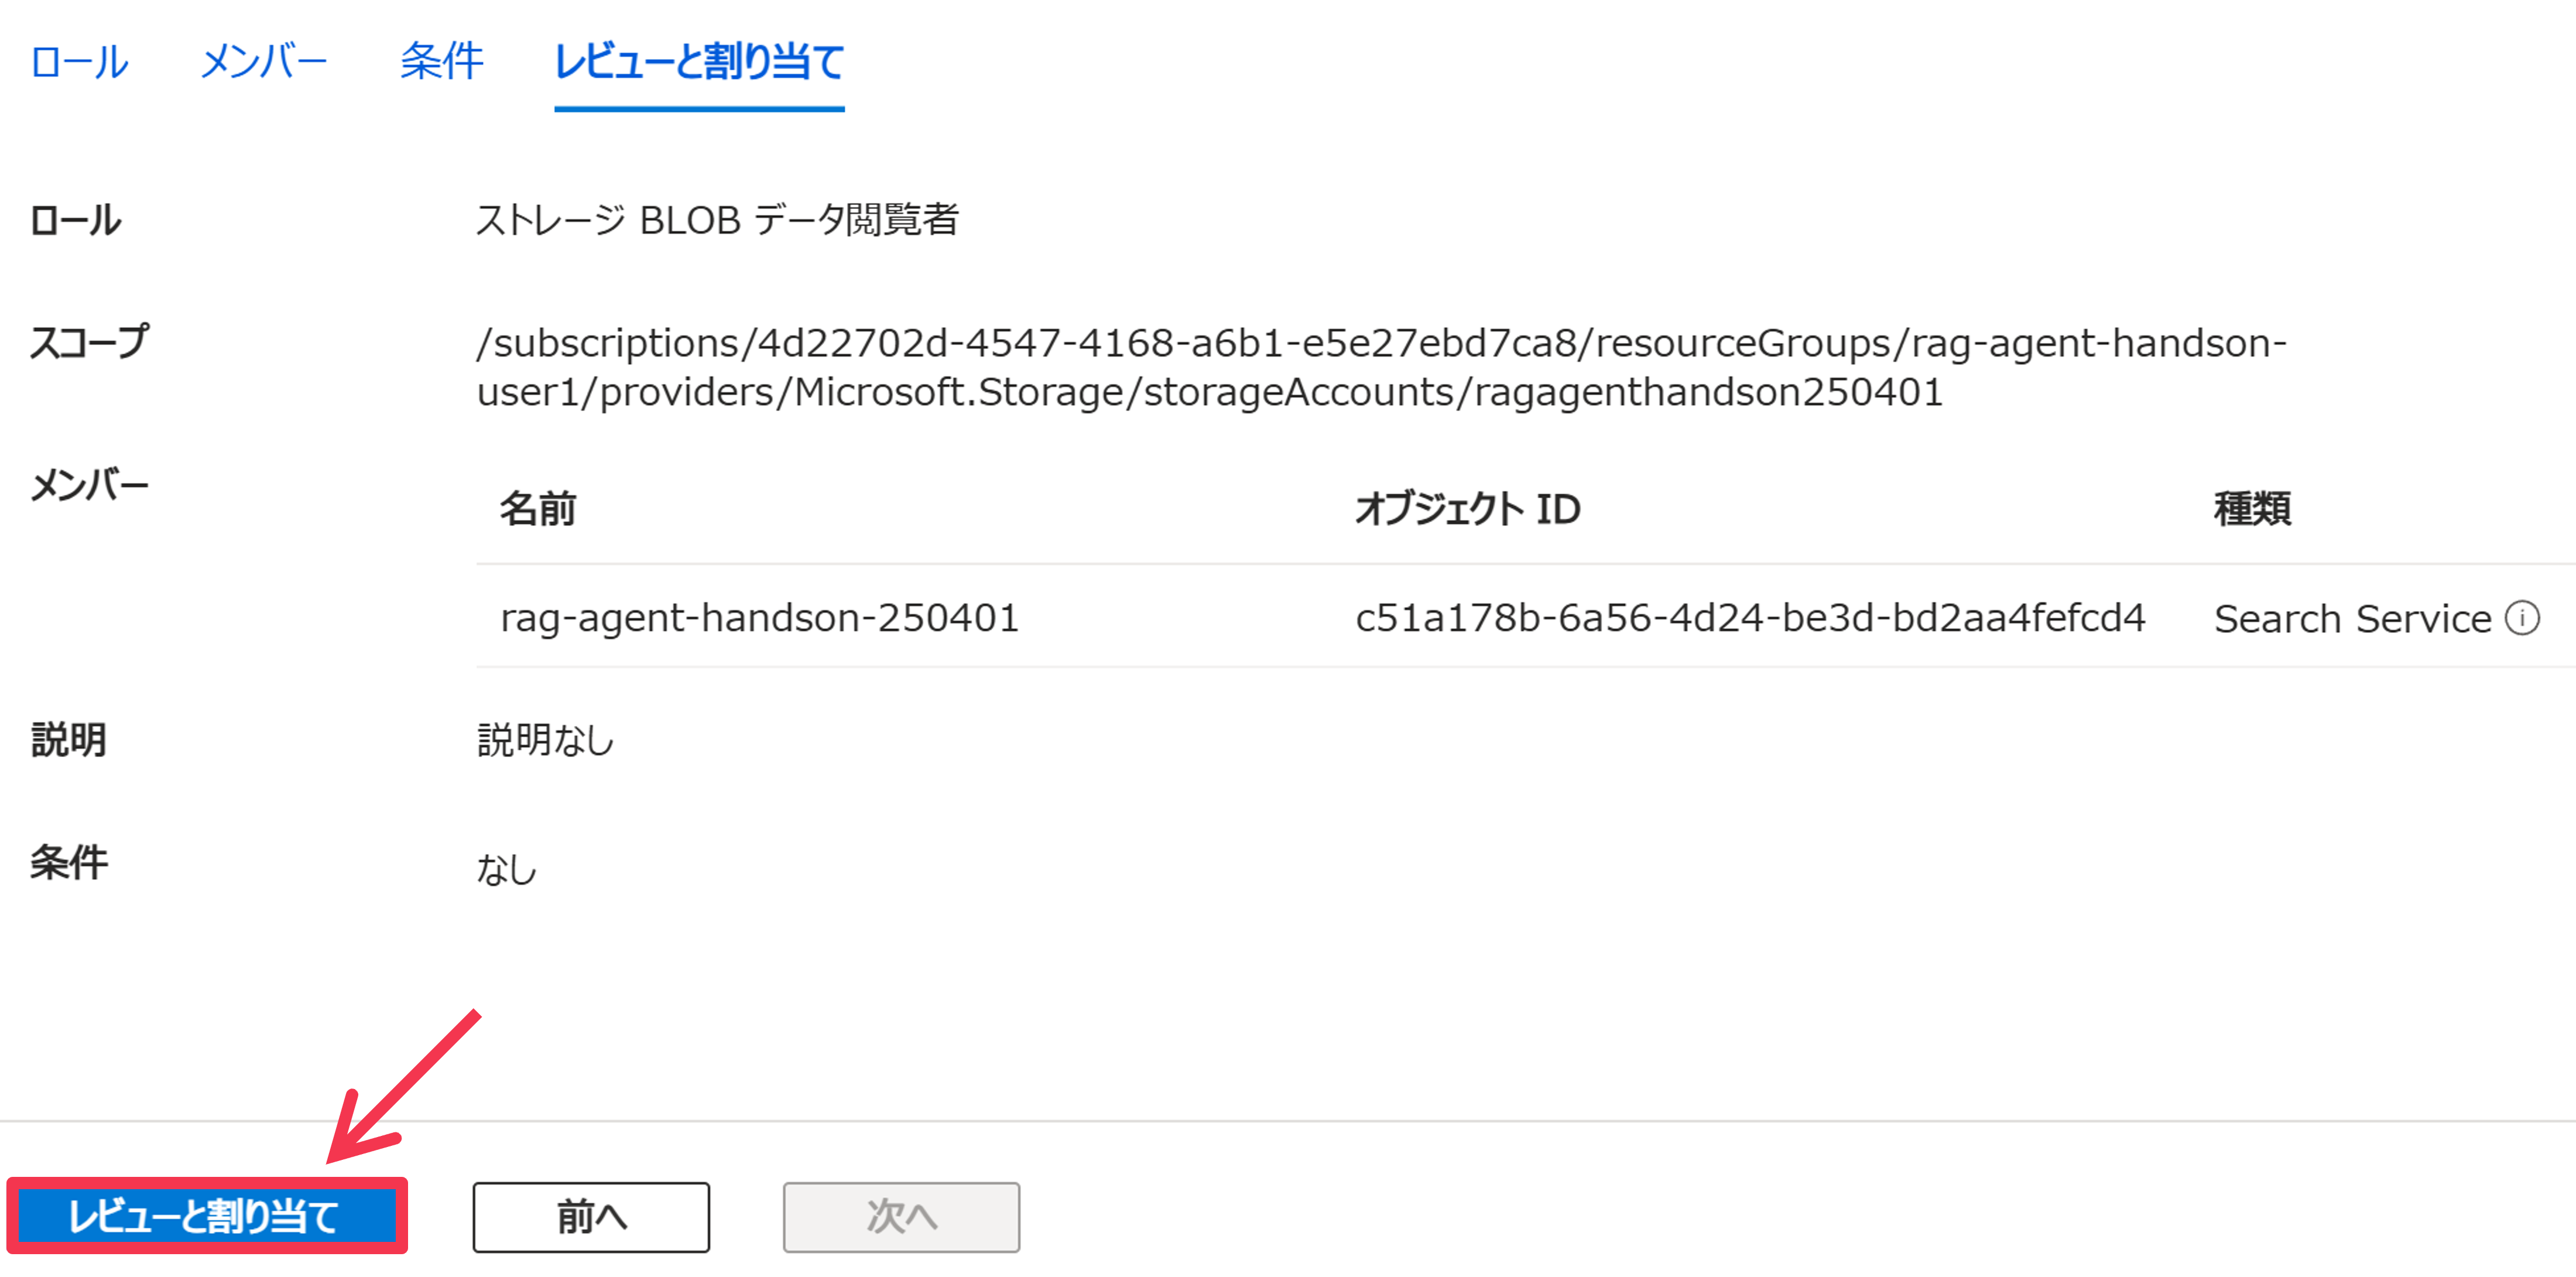 ロール メンバー 条件 レビューと割り当て
ロール ストレージ BLOB データ閲覧者
スコープ /subscriptions/4d22702d-4547-4168-a6b1-e5e27ebd7ca8/resourceGroups/rag-agent-handson-
user1/providers/Microsoft.Storage/storageAccounts/ragagenthandson250401
メンバー
名前 オブジェクト ID 種類
rag-agent-handson-250401 c51a178b-6a56-4d24-be3d-bd2aa4fefcd4 Search Service
説明 説明なし
条件 なし
レビューと割り当て 前へ 次へ